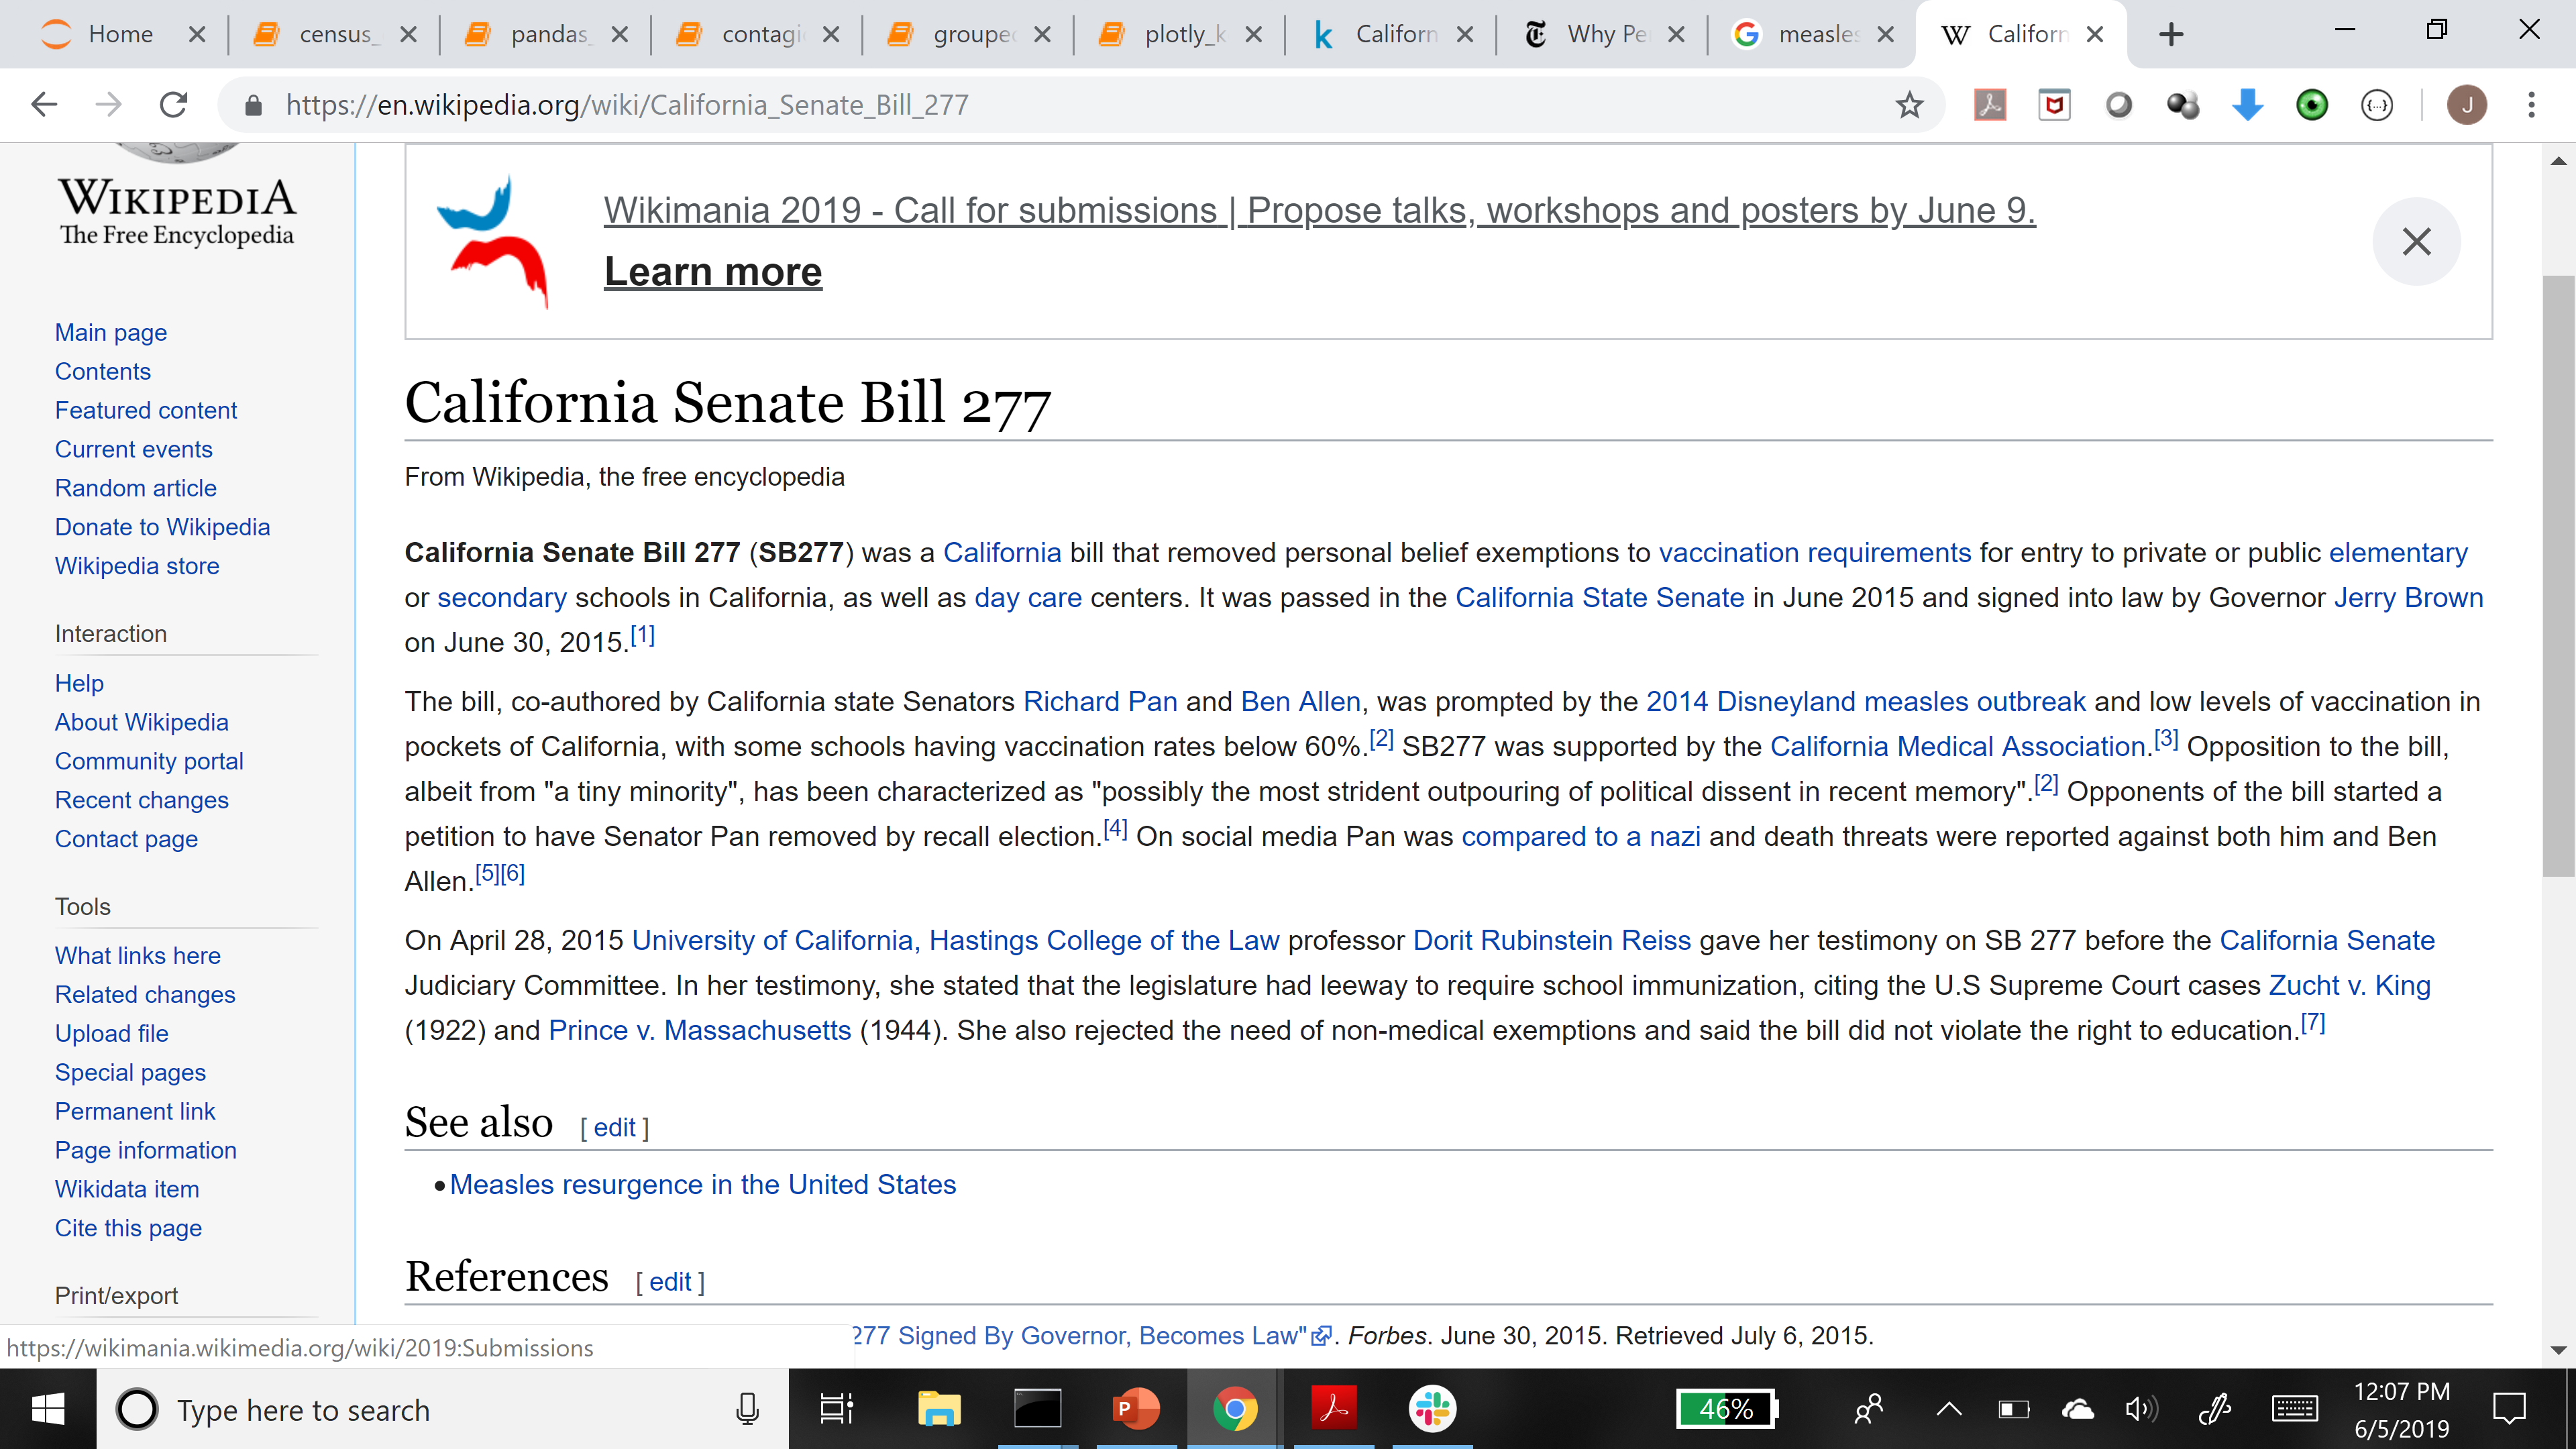 Home
census_
pandas_
contagi
grouped
plotly_k
Californ
Why Pe
measles
Californ
https://en.wikipedia.org/wiki/California_Senate_Bill_277
J
WIKIPEDIA
The Free Encyclopedia
Main page
Contents
Featured content
Current events
Random article
Donate to Wikipedia
Wikipedia store
Interaction
Help
About Wikipedia
Community portal
Recent changes
Contact page
Tools
What links here
Related changes
Upload file
Special pages
Permanent link
Page information
Wikidata item
Cite this page
Print/export
Wikimania 2019 - Call for submissions | Propose talks, workshops and posters by June 9.
Learn more
California Senate Bill 277
From Wikipedia, the free encyclopedia
California Senate Bill 277 (SB277) was a California bill that removed personal belief exemptions to vaccination requirements for entry to private or public elementary
or secondary schools in California, as well as day care centers. It was passed in the California State Senate in June 2015 and signed into law by Governor Jerry Brown
on June 30, 2015.[1]
The bill, co-authored by California state Senators Richard Pan and Ben Allen, was prompted by the 2014 Disneyland measles outbreak and low levels of vaccination in
pockets of California, with some schools having vaccination rates below 60%.[2] SB277 was supported by the California Medical Association.[3] Opposition to the bill,
albeit from "a tiny minority", has been characterized as "possibly the most strident outpouring of political dissent in recent memory".[2] Opponents of the bill started a
petition to have Senator Pan removed by recall election.[4] On social media Pan was compared to a nazi and death threats were reported against both him and Ben
Allen.[5][6]
On April 28, 2015 University of California, Hastings College of the Law professor Dorit Rubinstein Reiss gave her testimony on SB 277 before the California Senate
Judiciary Committee. In her testimony, she stated that the legislature had leeway to require school immunization, citing the U.S Supreme Court cases Zucht v. King
(1922) and Prince v. Massachusetts (1944). She also rejected the need of non-medical exemptions and said the bill did not violate the right to education.[7]
See also [ edit ]
• Measles resurgence in the United States
References [ edit ]
277 Signed By Governor, Becomes Law". Forbes. June 30, 2015. Retrieved July 6, 2015.
https://wikimania.wikimedia.org/wiki/2019:Submissions
Type here to search
46%
12:07 PM
6/5/2019